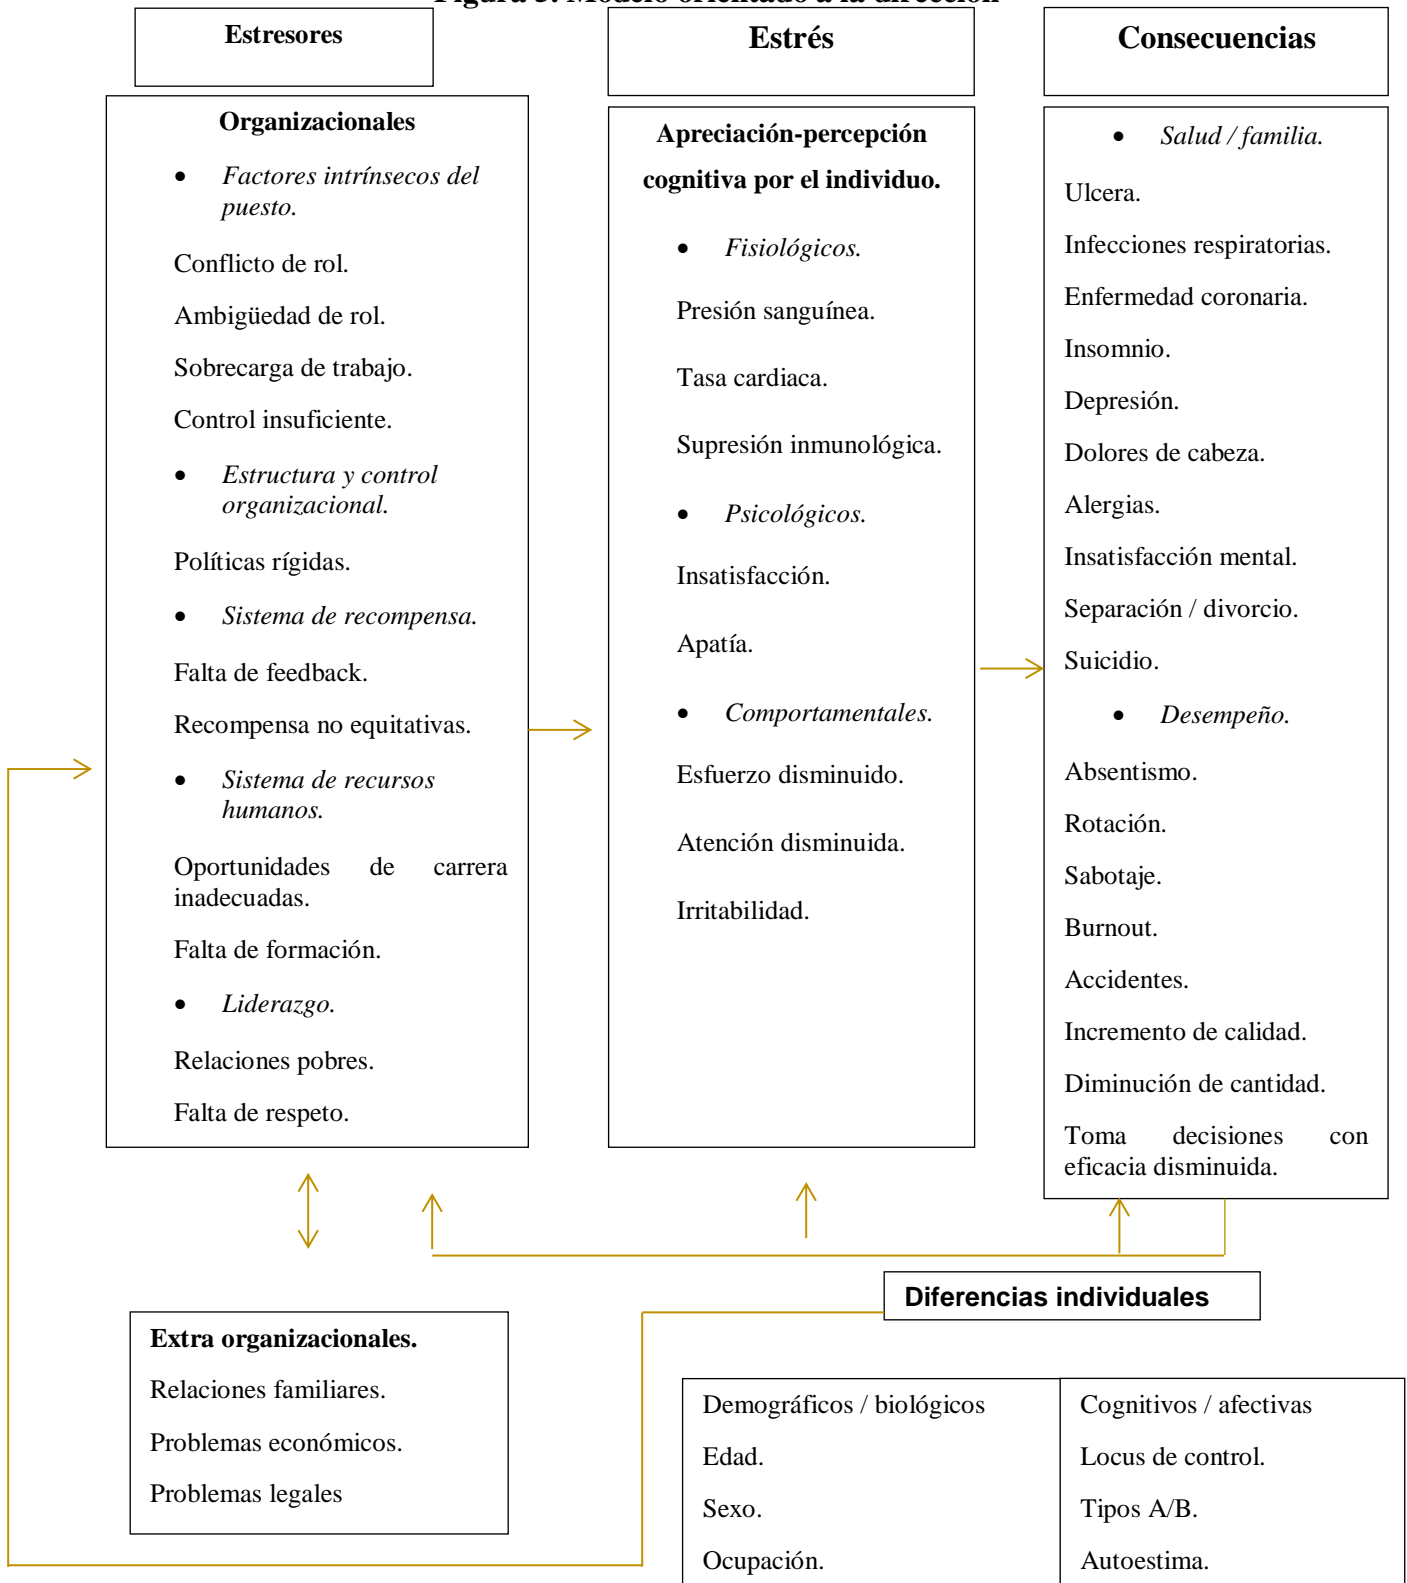 Figura 3. Modelo orientado a la dirección
Estresores
Organizacionales
• Factores intrínsecos del
puesto.
Conflicto de rol.
Ambigüedad de rol.
Sobrecarga de trabajo.
Control insuficiente.
• Estructura y control
organizacional.
Políticas rígidas.
• Sistema de recompensa.
Falta de feedback.
Recompensa no equitativas.
• Sistema de recursos
humanos.
Oportunidades de carrera
inadecuadas.
Falta de formación.
• Liderazgo.
Relaciones pobres.
Falta de respeto.
Estrés
Apreciación-percepción
cognitiva por el individuo.
• Fisiológicos.
Presión sanguínea.
Tasa cardiaca.
Supresión inmunológica.
• Psicológicos.
Insatisfacción.
Apatía.
• Comportamentales.
Esfuerzo disminuido.
Atención disminuida.
Irritabilidad.
Consecuencias
• Salud / familia.
Ulcera.
Infecciones respiratorias.
Enfermedad coronaria.
Insomnio.
Depresión.
Dolores de cabeza.
Alergias.
Insatisfacción mental.
Separación / divorcio.
Suicidio.
• Desempeño.
Absentismo.
Rotación.
Sabotaje.
Burnout.
Accidentes.
Incremento de calidad.
Diminución de cantidad.
Toma decisiones con
eficacia disminuida.
Extra organizacionales.
Relaciones familiares.
Problemas económicos.
Problemas legales
Diferencias individuales
Demográficos / biológicos
Edad.
Sexo.
Ocupación.
Cognitivos / afectivas
Locus de control.
Tipos A/B.
Autoestima.